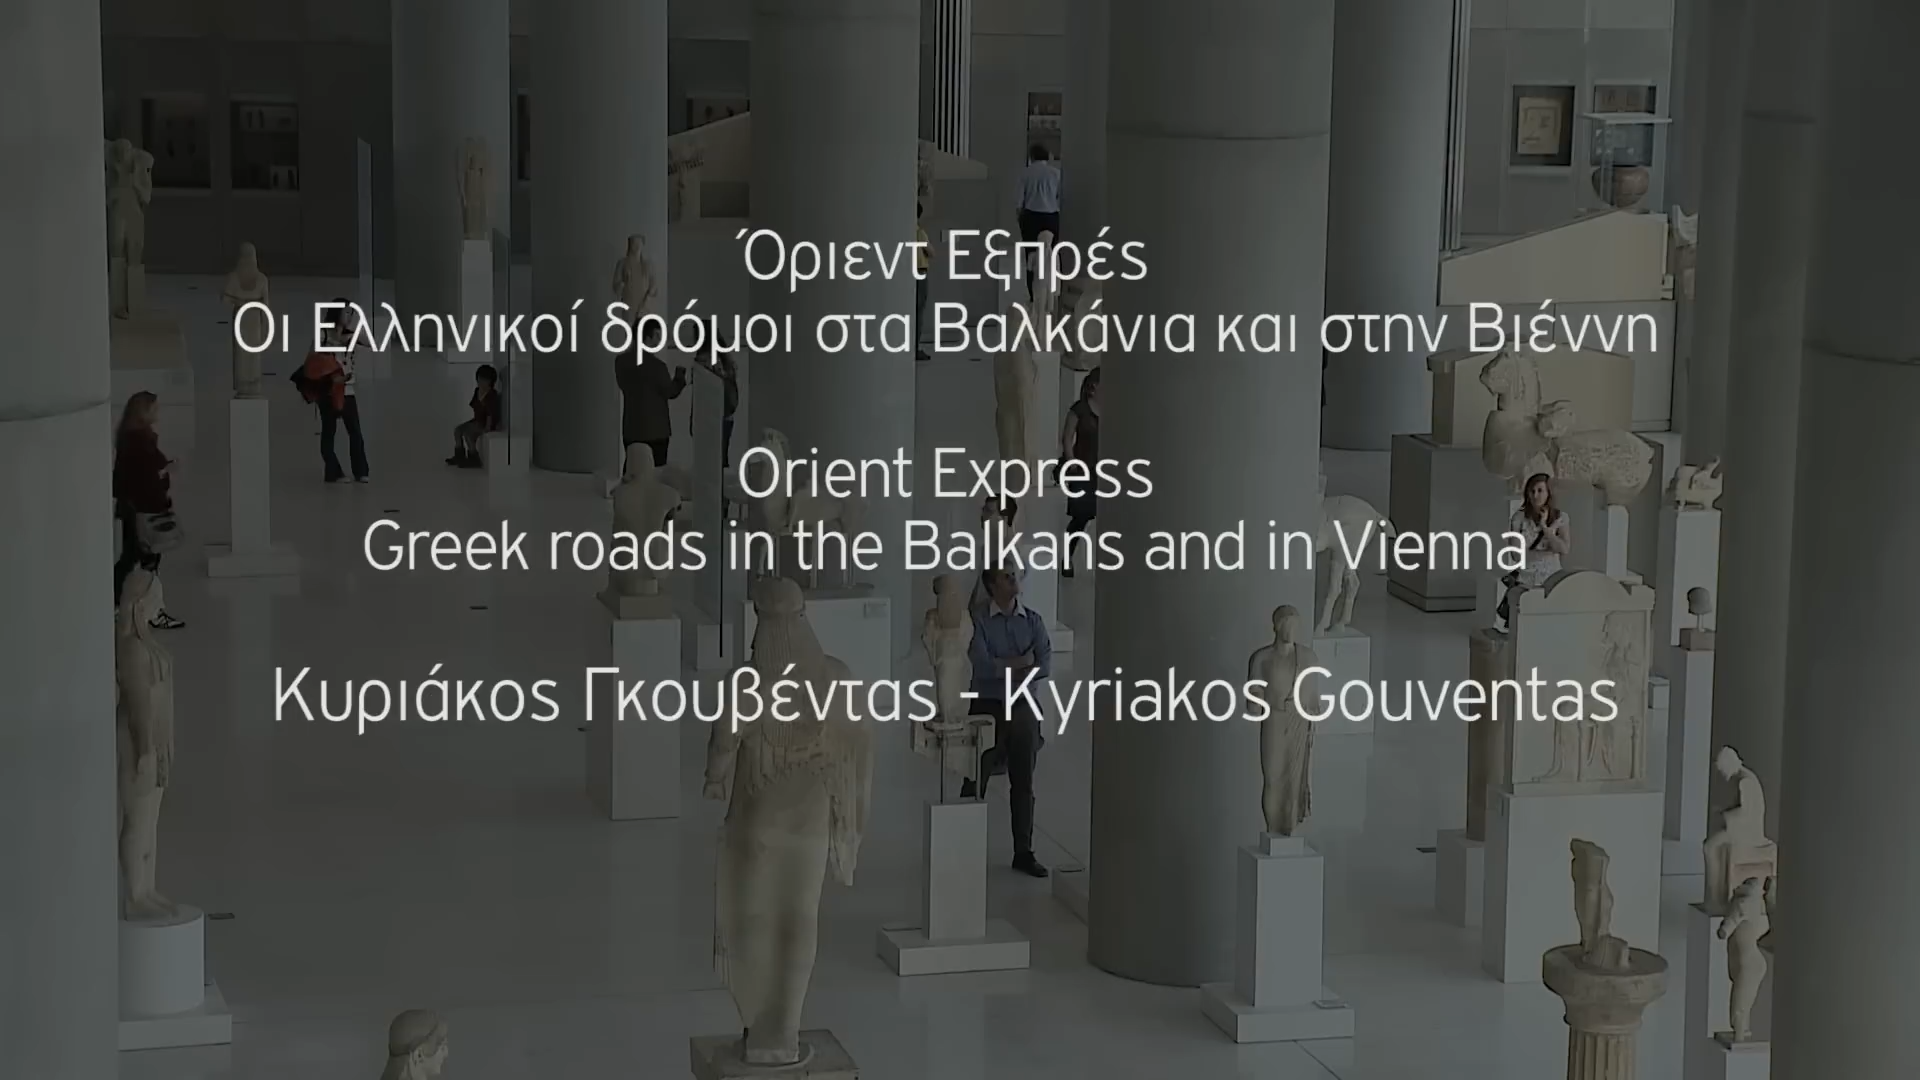 Όριεντ Εξπρές
Οι Ελληνικοί δρόμοι στα Βαλκάνια και στην Βιέννη
Orient Express
Greek roads in the Balkans and in Vienna
Κυριάκος Γκουβέντας - Kyriakos Gouventas